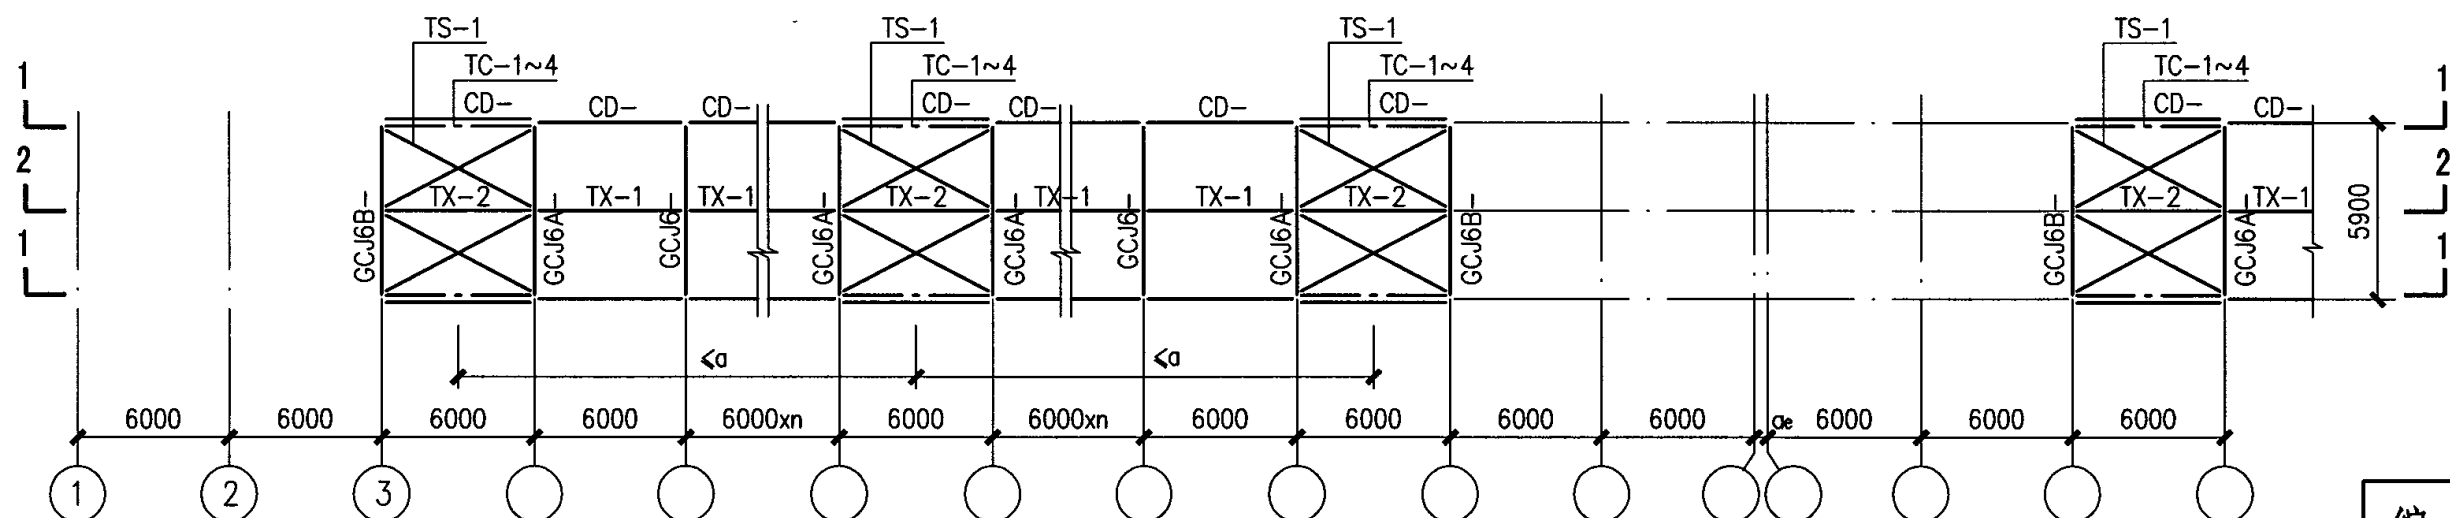 TS-1 TS-1 TS-1 TS-1
TC-1~4 TC-1~4 TC-1~4 TC-1~4
1 1
CD- CD- CD- CD- CD- CD- CD- CD- CD-
2 2
TX-2 TX-1 TX-1 TX-2 TX-1 TX-1 TX-2 TX-2 TX-1
GCJ6B- GCJ6A- GCJ6- GCJ6A- GCJ6A- GCJ6- GCJ6A- GCJ6B- GCJ6B- GCJ6A-
5900
1 1
≤a ≤a
6000 6000 6000 6000 6000xn 6000 6000xn 6000 6000 6000 6000 ae 6000 6000 6000
1 2 3